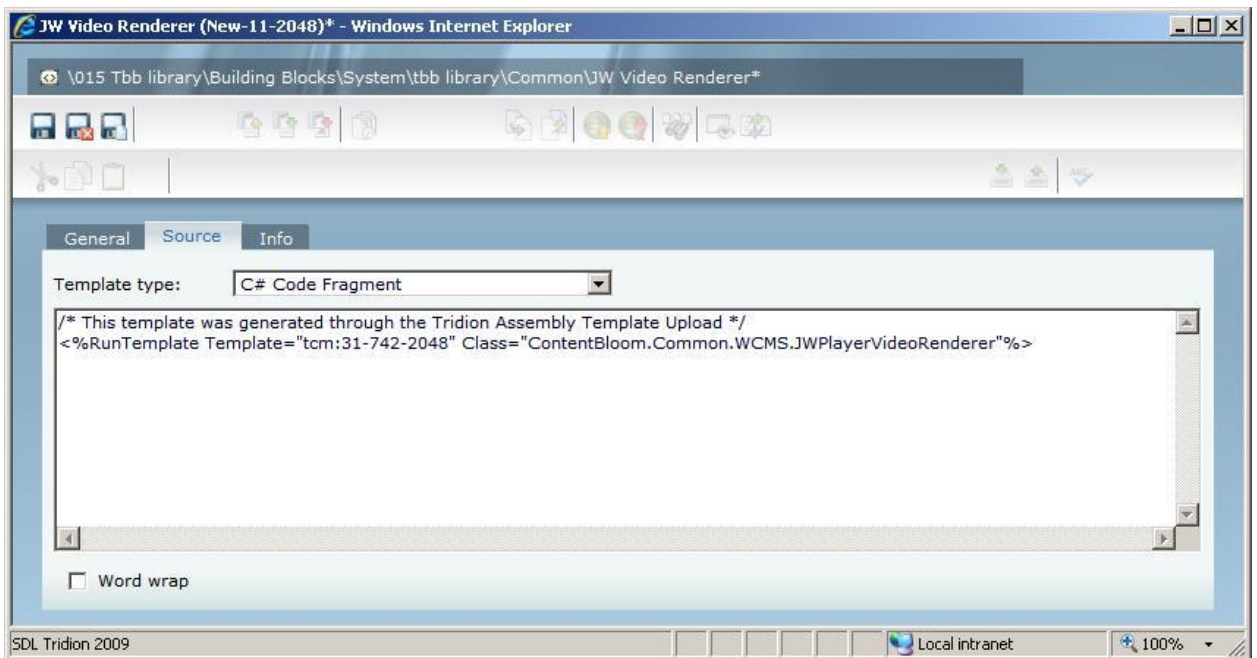 JW Video Renderer (New-11-2048)* - Windows Internet Explorer
\015 Tbb library\Building Blocks\System\tbb library\Common\JW Video Renderer*
General Source Info
Template type: C# Code Fragment
/* This template was generated through the Tridion Assembly Template Upload */
<%RunTemplate Template="tcm:31-742-2048" Class="ContentBloom.Common.WCMS.JWPlayerVideoRenderer"%>
Word wrap
SDL Tridion 2009 Local intranet 100%